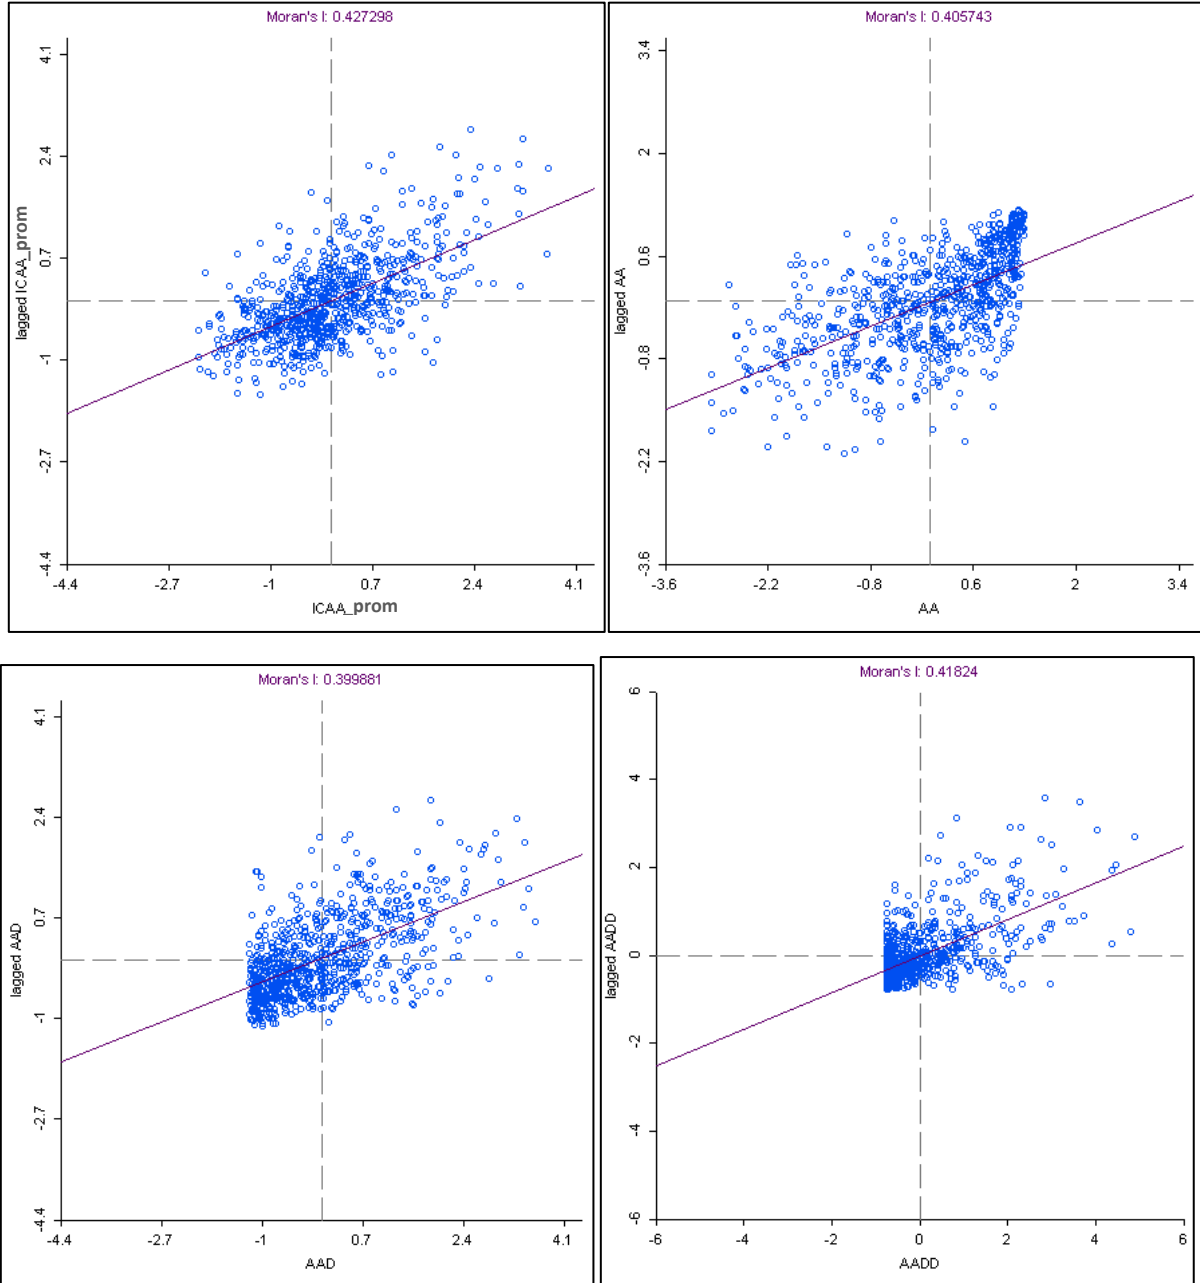 Moran's I: 0.427298
4.1
2.4
0.7
-1
-2.7
-4.4
lagged ICAA_prom
-4.4 -2.7 -1 0.7 2.4 4.1
ICAA_prom
Moran's I: 0.405743
3.4
2
0.6
-0.8
-2.2
-3.6
lagged AA
-3.6 -2.2 -0.8 0.6 2 3.4
AA
Moran's I: 0.399881
4.1
2.4
0.7
-1
-2.7
-4.4
lagged AAD
-4.4 -2.7 -1 0.7 2.4 4.1
AAD
Moran's I: 0.41824
6
4
2
0
-2
-4
-6
lagged AADD
-6 -4 -2 0 2 4 6
AADD